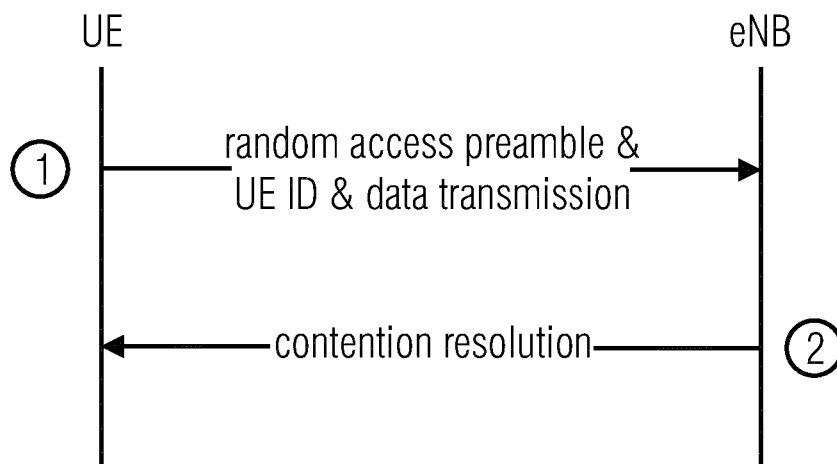 UE
eNB
1
random access preamble &
UE ID & data transmission
contention resolution
2